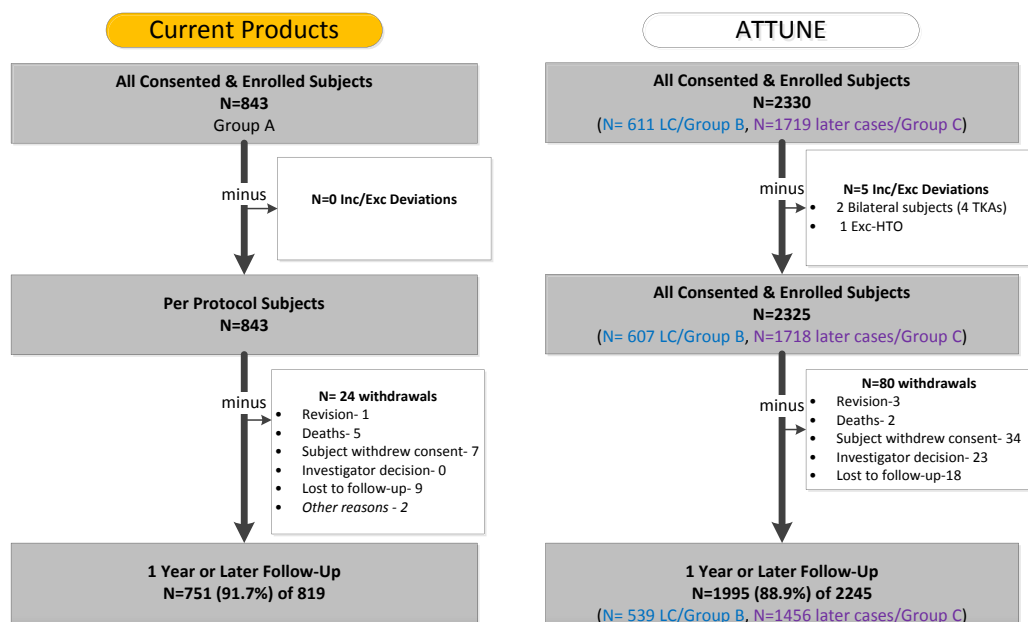 Current Products
All Consented & Enrolled Subjects
N=843
Group A
minus
N=0 Inc/Exc Deviations
Per Protocol Subjects
N=843
minus
N= 24 withdrawals
• Revision- 1
• Deaths- 5
• Subject withdrew consent- 7
• Investigator decision- 0
• Lost to follow-up- 9
• Other reasons - 2
1 Year or Later Follow-Up
N=751 (91.7%) of 819
ATTUNE
All Consented & Enrolled Subjects
N=2330
(N= 611 LC/Group B, N=1719 later cases/Group C)
minus
N=5 Inc/Exc Deviations
• 2 Bilateral subjects (4 TKAs)
• 1 Exc-HTO
All Consented & Enrolled Subjects
N=2325
(N= 607 LC/Group B, N=1718 later cases/Group C)
minus
N=80 withdrawals
• Revision-3
• Deaths- 2
• Subject withdrew consent- 34
• Investigator decision- 23
• Lost to follow-up-18
1 Year or Later Follow-Up
N=1995 (88.9%) of 2245
(N= 539 LC/Group B, N=1456 later cases/Group C)